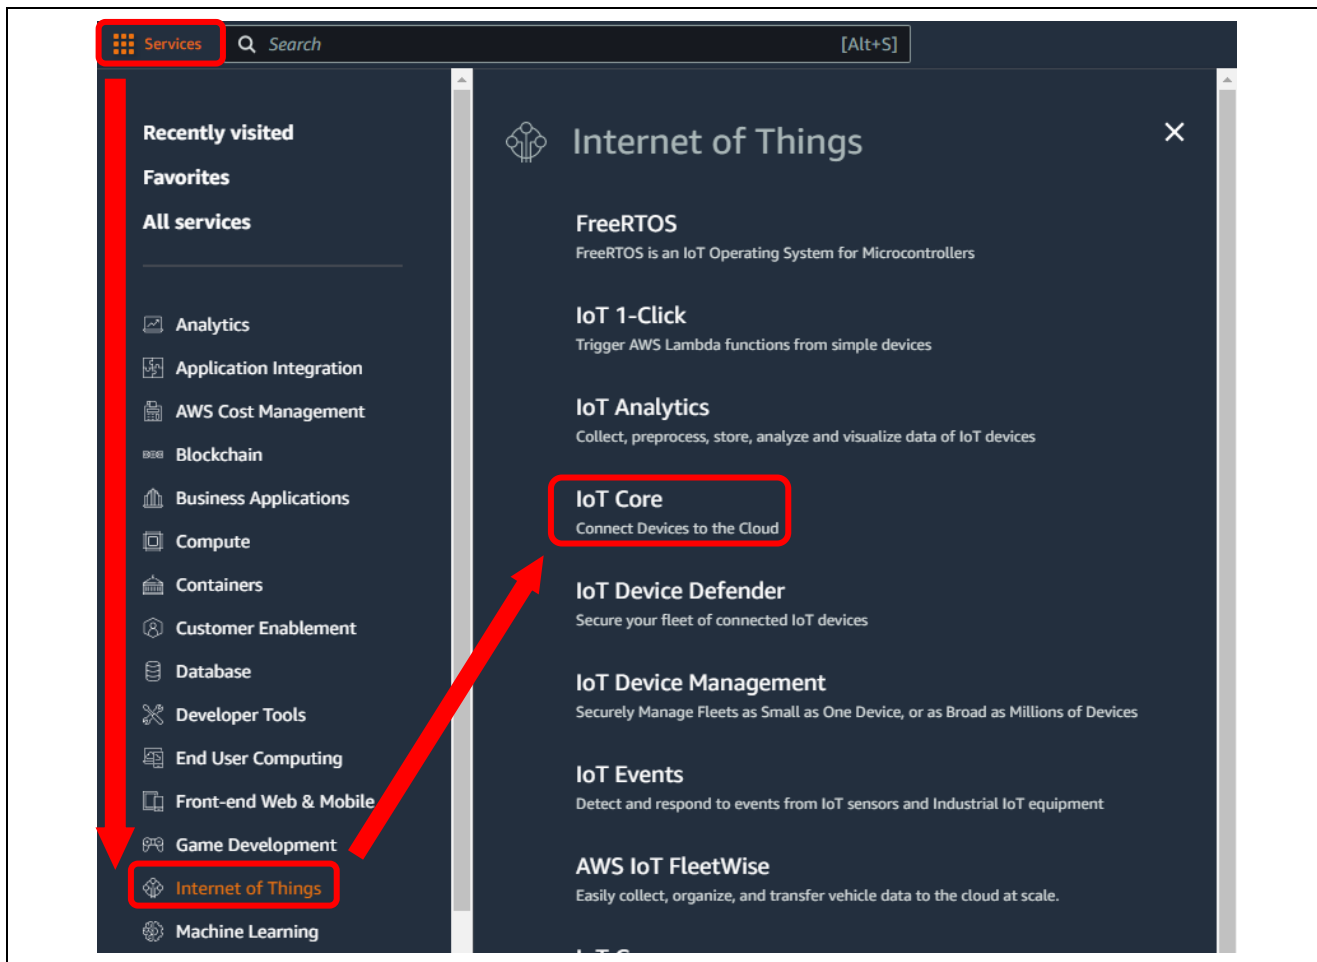 Services
Search
[Alt+S]
Recently visited
Favorites
All services
Analytics
Application Integration
AWS Cost Management
Blockchain
Business Applications
Compute
Containers
Customer Enablement
Database
Developer Tools
End User Computing
Front-end Web & Mobile
Game Development
Internet of Things
Machine Learning
Internet of Things
FreeRTOS
FreeRTOS is an IoT Operating System for Microcontrollers
IoT 1-Click
Trigger AWS Lambda functions from simple devices
IoT Analytics
Collect, preprocess, store, analyze and visualize data of IoT devices
IoT Core
Connect Devices to the Cloud
IoT Device Defender
Secure your fleet of connected IoT devices
IoT Device Management
Securely Manage Fleets as Small as One Device, or as Broad as Millions of Devices
IoT Events
Detect and respond to events from IoT sensors and Industrial IoT equipment
AWS IoT FleetWise
Easily collect, organize, and transfer vehicle data to the cloud at scale.